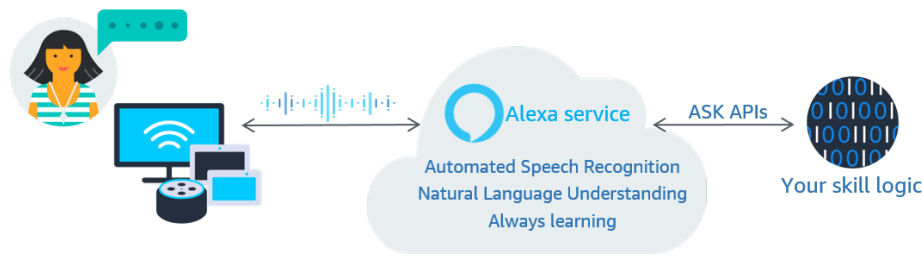 Alexa service
Automated Speech Recognition
Natural Language Understanding
Always learning
ASK APIs
Your skill logic